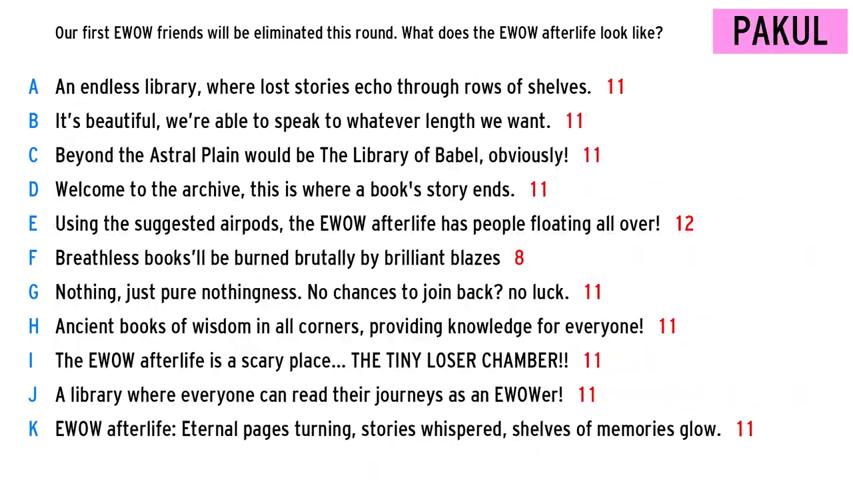 Our first EWOW friends will be eliminated this round. What does the EWOW afterlife look like?
PAKUL
A An endless library, where lost stories echo through rows of shelves. 11
B It's beautiful, we're able to speak to whatever length we want. 11
C Beyond the Astral Plain would be The Library of Babel, obviously! 11
D Welcome to the archive, this is where a book's story ends. 11
E Using the suggested airpods, the EWOW afterlife has people floating all over! 12
F Breathless books'll be burned brutally by brilliant blazes 8
G Nothing, just pure nothingness. No chances to join back? no luck. 11
H Ancient books of wisdom in all corners, providing knowledge for everyone! 11
I The EWOW afterlife is a scary place... THE TINY LOSER CHAMBER!! 11
J A library where everyone can read their journeys as an EWOWer! 11
K EWOW afterlife: Eternal pages turning, stories whispered, shelves of memories glow. 11